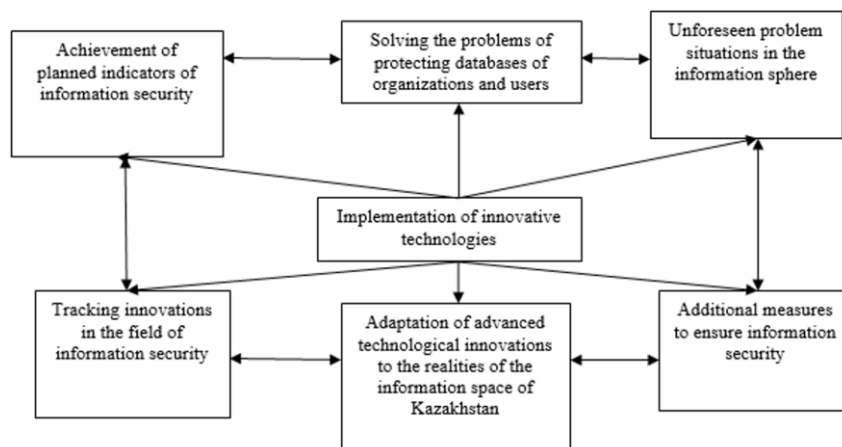 Achievement of
planned indicators of
information security
Solving the problems of
protecting databases of
organizations and users
Unforeseen problem
situations in the
information sphere
Implementation of innovative
technologies
Tracking innovations
in the field of
information security
Adaptation of advanced
technological innovations
to the realities of the
information space of
Kazakhstan
Additional measures
to ensure information
security